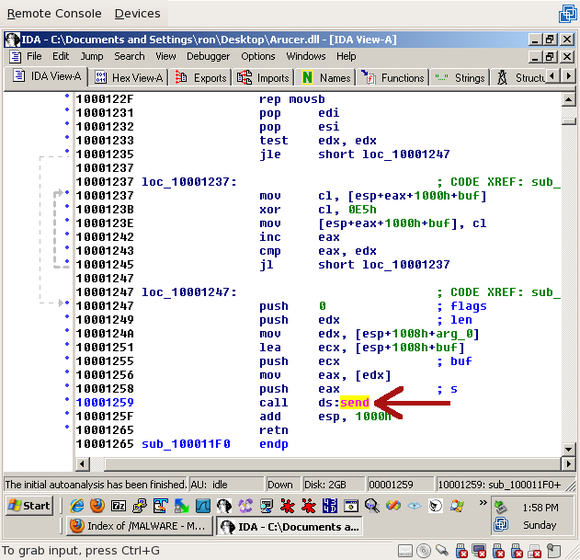 Remote Console Devices
IDA - C:\Documents and Settings\ron\Desktop\Arucer.dll - [IDA View-A]
File Edit Jump Search View Debugger Options Windows Help
IDA View-A Hex View-A Exports Imports N Names Functions "..." Strings Structu
1000122F rep movsb
10001231 pop edi
10001232 pop esi
10001233 test edx, edx
10001235 jle short loc_10001247
10001237
10001237 loc_10001237: ; CODE XREF: sub_
10001237 mov cl, [esp+eax+1000h+buf]
1000123B xor cl, 0E5h
1000123E mov [esp+eax+1000h+buf], cl
10001242 inc eax
10001243 cmp eax, edx
10001245 jl short loc_10001237
10001247
10001247 loc_10001247: ; CODE XREF: sub_
10001247 push 0 ; flags
10001249 push edx ; len
1000124A mov edx, [esp+1008h+arg_0]
10001251 lea ecx, [esp+1008h+buf]
10001255 push ecx ; buf
10001256 mov eax, [edx]
10001258 push eax ; s
10001259 call ds:send
1000125F add esp, 1000h
10001265 retn
10001265 sub_100011F0 endp
The initial autoanalysis has been finished. AU: idle Down Disk: 2GB 00001259 10001259: sub_100011F0+
Start 1:58 PM
Index of /MALWARE - M... IDA - C:\Documents a... Sunday
To grab input, press Ctrl+G